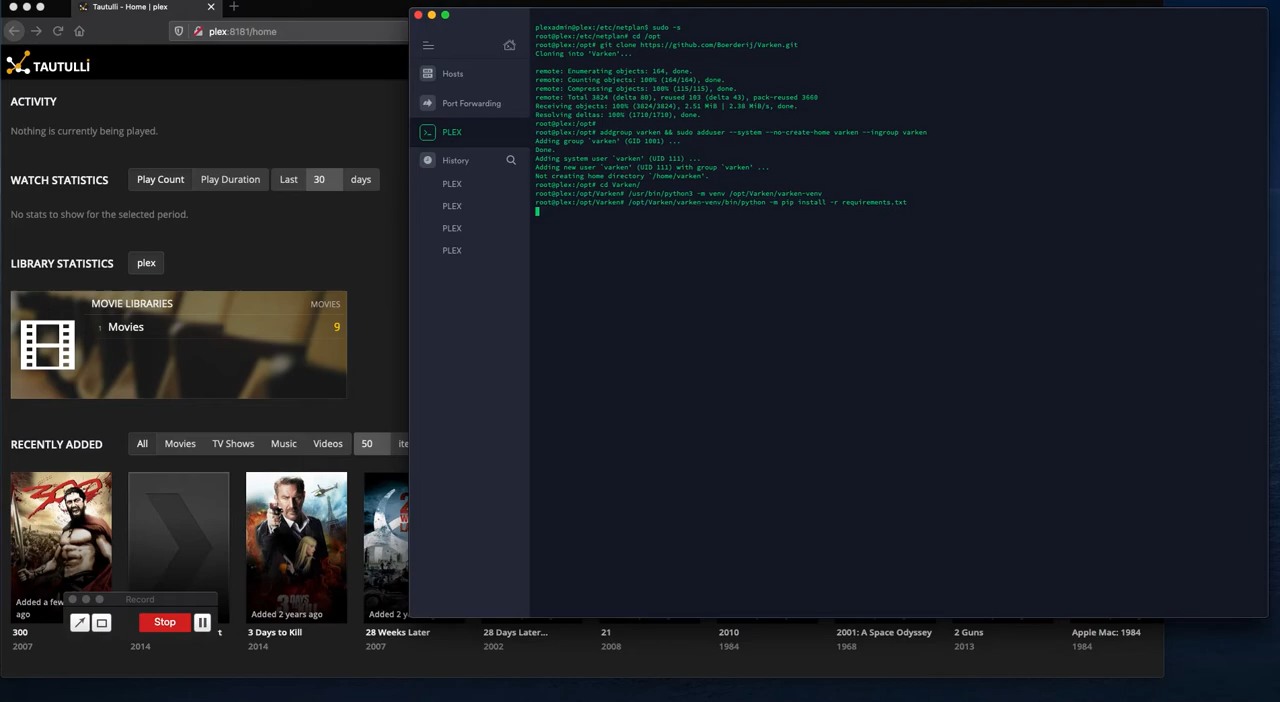 Tautulli - Home | plex
plex:8181/home
TAUTULLI
ACTIVITY
Nothing is currently being played.
WATCH STATISTICS
Play Count
Play Duration
Last
30
days
No stats to show for the selected period.
LIBRARY STATISTICS
plex
MOVIE LIBRARIES
MOVIES
1 Movies
9
RECENTLY ADDED
All
Movies
TV Shows
Music
Videos
50
ite
300
Added a few
ago
Added 2 years ago
Added 2 y
Record
Stop
300
t
3 Days to Kill
28 Weeks Later
28 Days Later...
21
2010
2001: A Space Odyssey
2 Guns
Apple Mac: 1984
2007
2014
2014
2007
2002
2008
1984
1968
2013
1984
Hosts
Port Forwarding
PLEX
History
PLEX
PLEX
PLEX
PLEX
plexadmin@plex:/etc/netplan$ sudo -s
root@plex:/etc/netplan# cd /opt
root@plex:/opt# git clone https://github.com/Boerderij/Varken.git
Cloning into 'Varken'...
remote: Enumerating objects: 164, done.
remote: Counting objects: 100% (164/164), done.
remote: Compressing objects: 100% (115/115), done.
remote: Total 3824 (delta 80), reused 103 (delta 43), pack-reused 3660
Receiving objects: 100% (3824/3824), 2.51 MiB | 2.38 MiB/s, done.
Resolving deltas: 100% (1710/1710), done.
root@plex:/opt#
root@plex:/opt# addgroup varken && sudo adduser --system --no-create-home varken --ingroup varken
Adding group `varken' (GID 1001) ...
Done.
Adding system user `varken' (UID 111) ...
Adding new user `varken' (UID 111) with group `varken' ...
Not creating home directory `/home/varken'.
root@plex:/opt# cd Varken/
root@plex:/opt/Varken# /usr/bin/python3 -m venv /opt/Varken/varken-venv
root@plex:/opt/Varken# /opt/Varken/varken-venv/bin/python -m pip install -r requirements.txt